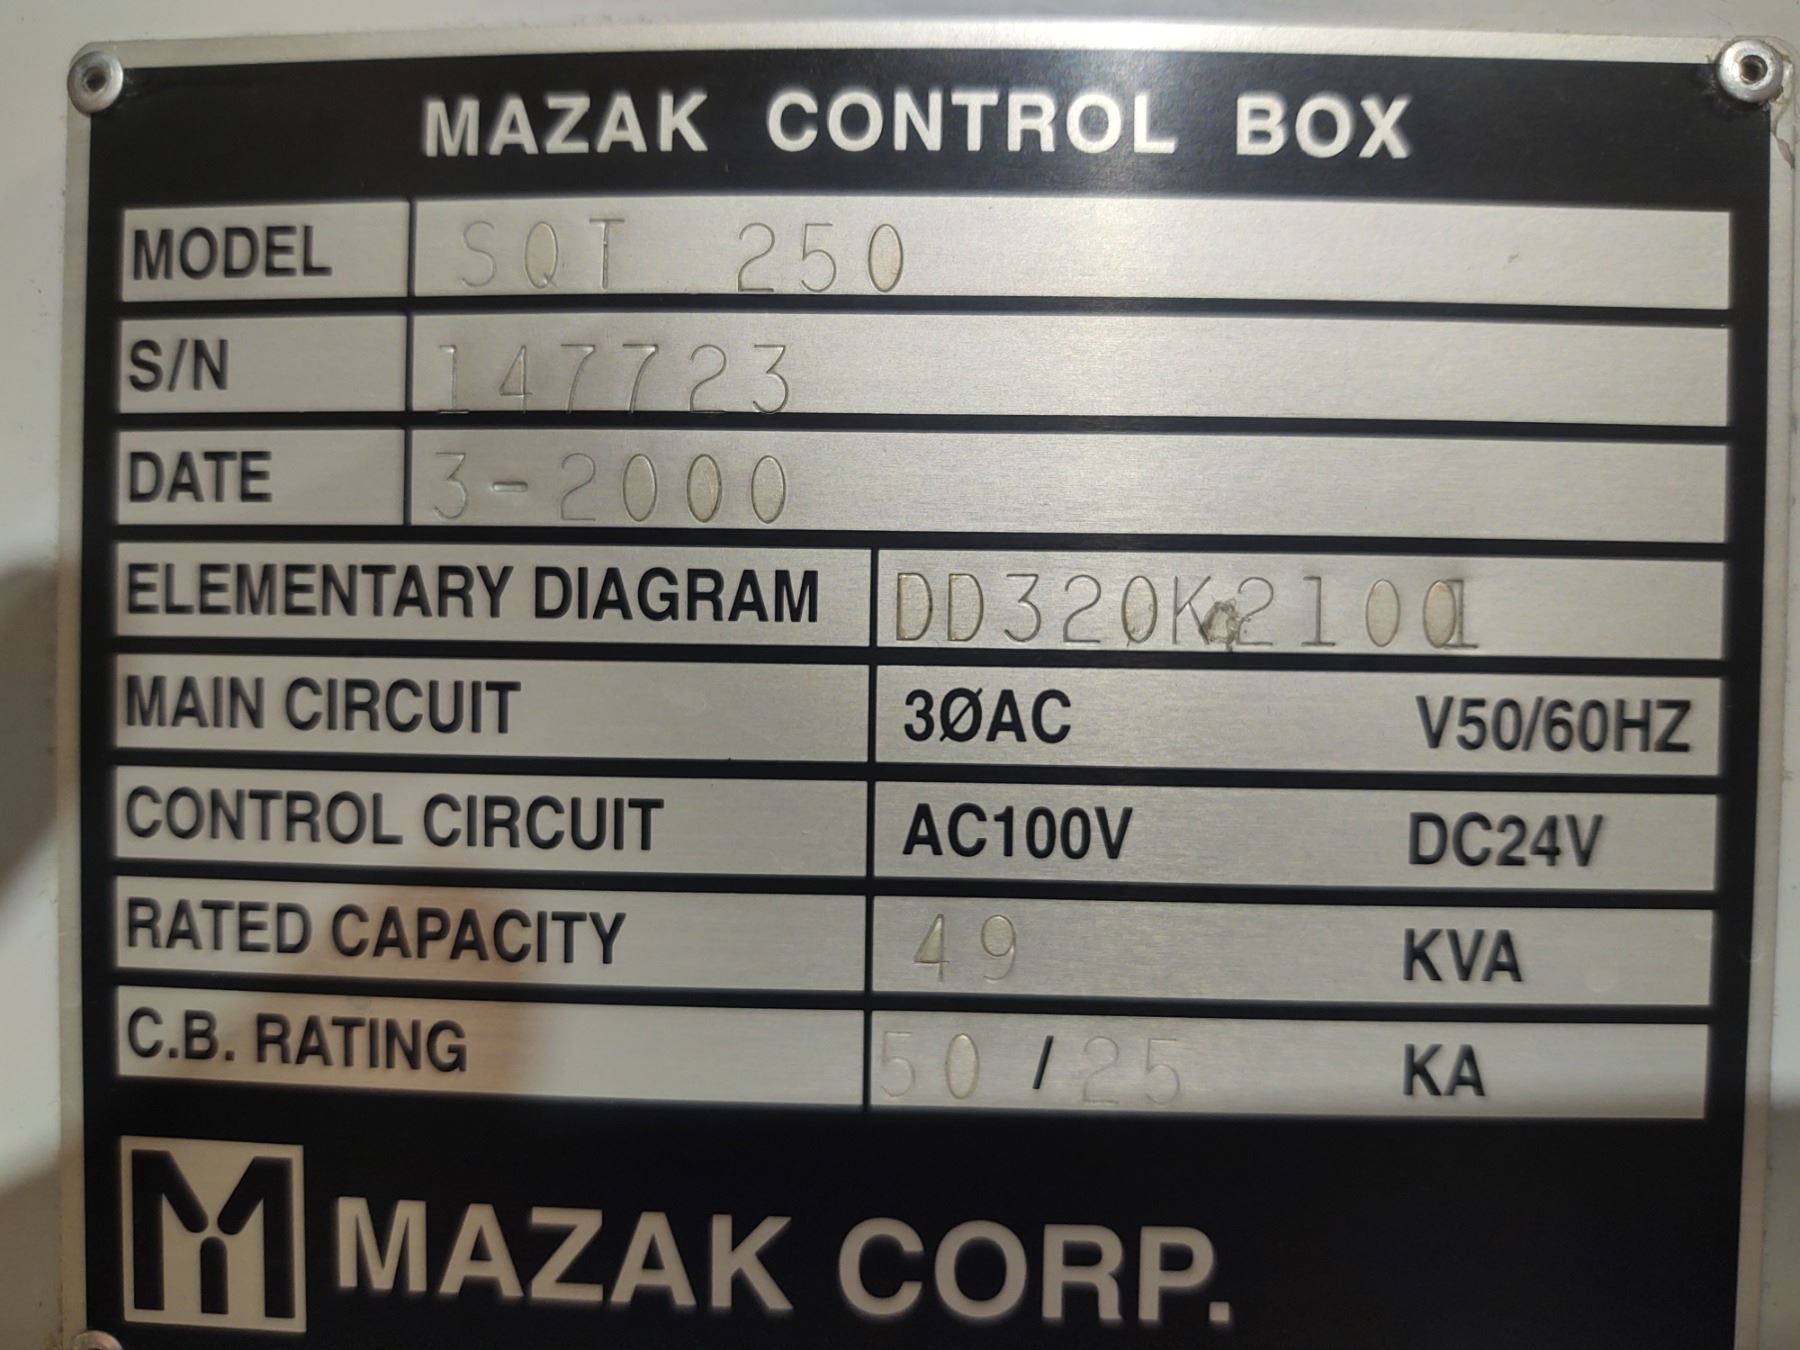 MAZAK CONTROL BOX
MODEL SQT 250
S/N 147723
DATE 3-2000
ELEMENTARY DIAGRAM DD320K21001
MAIN CIRCUIT 3ØAC V50/60HZ
CONTROL CIRCUIT AC100V DC24V
RATED CAPACITY 49 KVA
C.B. RATING 50 / 25 KA
MAZAK CORP.